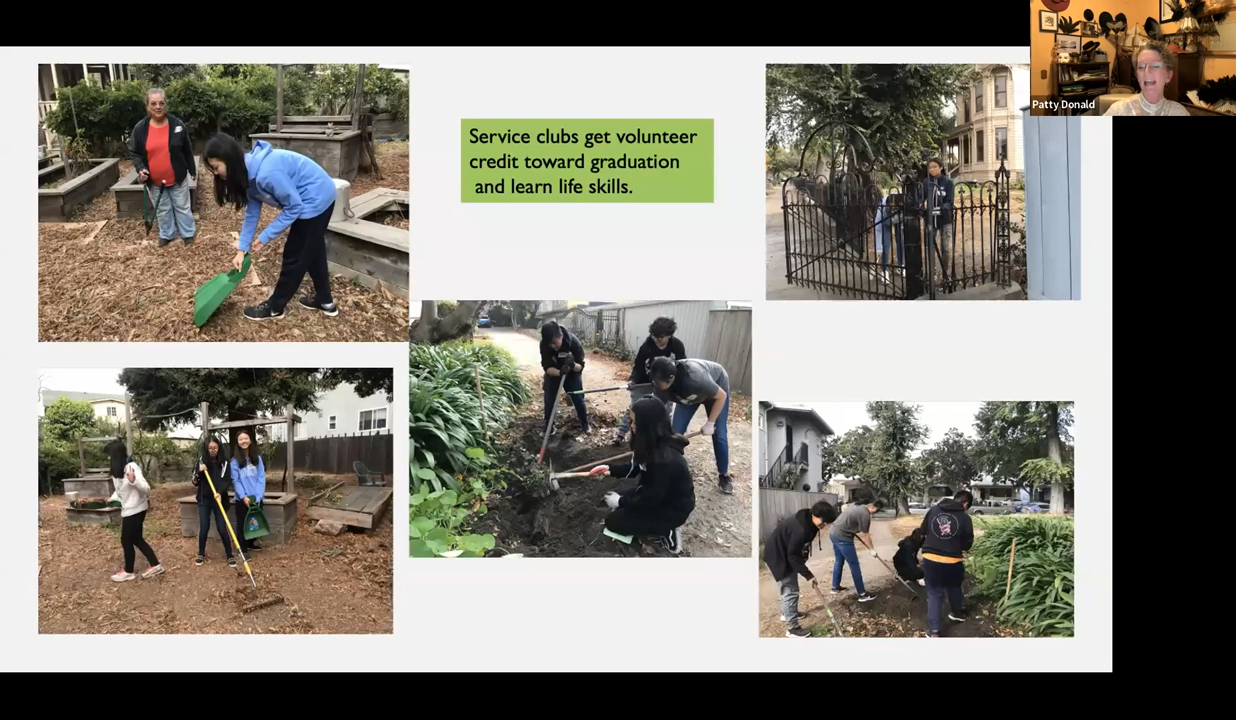 Service clubs get volunteer
credit toward graduation
and learn life skills.
Patty Donald